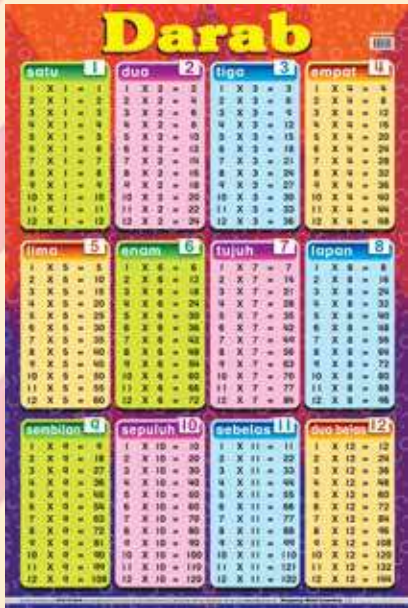 Darab
satu 1
1 X 1 = 1
2 X 1 = 2
3 X 1 = 3
4 X 1 = 4
5 X 1 = 5
6 X 1 = 6
7 X 1 = 7
8 X 1 = 8
9 X 1 = 9
10 X 1 = 10
11 X 1 = 11
12 X 1 = 12
dua 2
1 X 2 = 2
2 X 2 = 4
3 X 2 = 6
4 X 2 = 8
5 X 2 = 10
6 X 2 = 12
7 X 2 = 14
8 X 2 = 16
9 X 2 = 18
10 X 2 = 20
11 X 2 = 22
12 X 2 = 24
tiga 3
1 X 3 = 3
2 X 3 = 6
3 X 3 = 9
4 X 3 = 12
5 X 3 = 15
6 X 3 = 18
7 X 3 = 21
8 X 3 = 24
9 X 3 = 27
10 X 3 = 30
11 X 3 = 33
12 X 3 = 36
empat 4
1 X 4 = 4
2 X 4 = 8
3 X 4 = 12
4 X 4 = 16
5 X 4 = 20
6 X 4 = 24
7 X 4 = 28
8 X 4 = 32
9 X 4 = 36
10 X 4 = 40
11 X 4 = 44
12 X 4 = 48
lima 5
1 X 5 = 5
2 X 5 = 10
3 X 5 = 15
4 X 5 = 20
5 X 5 = 25
6 X 5 = 30
7 X 5 = 35
8 X 5 = 40
9 X 5 = 45
10 X 5 = 50
11 X 5 = 55
12 X 5 = 60
enam 6
1 X 6 = 6
2 X 6 = 12
3 X 6 = 18
4 X 6 = 24
5 X 6 = 30
6 X 6 = 36
7 X 6 = 42
8 X 6 = 48
9 X 6 = 54
10 X 6 = 60
11 X 6 = 66
12 X 6 = 72
tujuh 7
1 X 7 = 7
2 X 7 = 14
3 X 7 = 21
4 X 7 = 28
5 X 7 = 35
6 X 7 = 42
7 X 7 = 49
8 X 7 = 56
9 X 7 = 63
10 X 7 = 70
11 X 7 = 77
12 X 7 = 84
lapan 8
1 X 8 = 8
2 X 8 = 16
3 X 8 = 24
4 X 8 = 32
5 X 8 = 40
6 X 8 = 48
7 X 8 = 56
8 X 8 = 64
9 X 8 = 72
10 X 8 = 80
11 X 8 = 88
12 X 8 = 96
sembilan 9
1 X 9 = 9
2 X 9 = 18
3 X 9 = 27
4 X 9 = 36
5 X 9 = 45
6 X 9 = 54
7 X 9 = 63
8 X 9 = 72
9 X 9 = 81
10 X 9 = 90
11 X 9 = 99
12 X 9 = 108
sepuluh 10
1 X 10 = 10
2 X 10 = 20
3 X 10 = 30
4 X 10 = 40
5 X 10 = 50
6 X 10 = 60
7 X 10 = 70
8 X 10 = 80
9 X 10 = 90
10 X 10 = 100
11 X 10 = 110
12 X 10 = 120
sebelas 11
1 X 11 = 11
2 X 11 = 22
3 X 11 = 33
4 X 11 = 44
5 X 11 = 55
6 X 11 = 66
7 X 11 = 77
8 X 11 = 88
9 X 11 = 99
10 X 11 = 110
11 X 11 = 121
12 X 11 = 132
dua belas 12
1 X 12 = 12
2 X 12 = 24
3 X 12 = 36
4 X 12 = 48
5 X 12 = 60
6 X 12 = 72
7 X 12 = 84
8 X 12 = 96
9 X 12 = 108
10 X 12 = 120
11 X 12 = 132
12 X 12 = 144